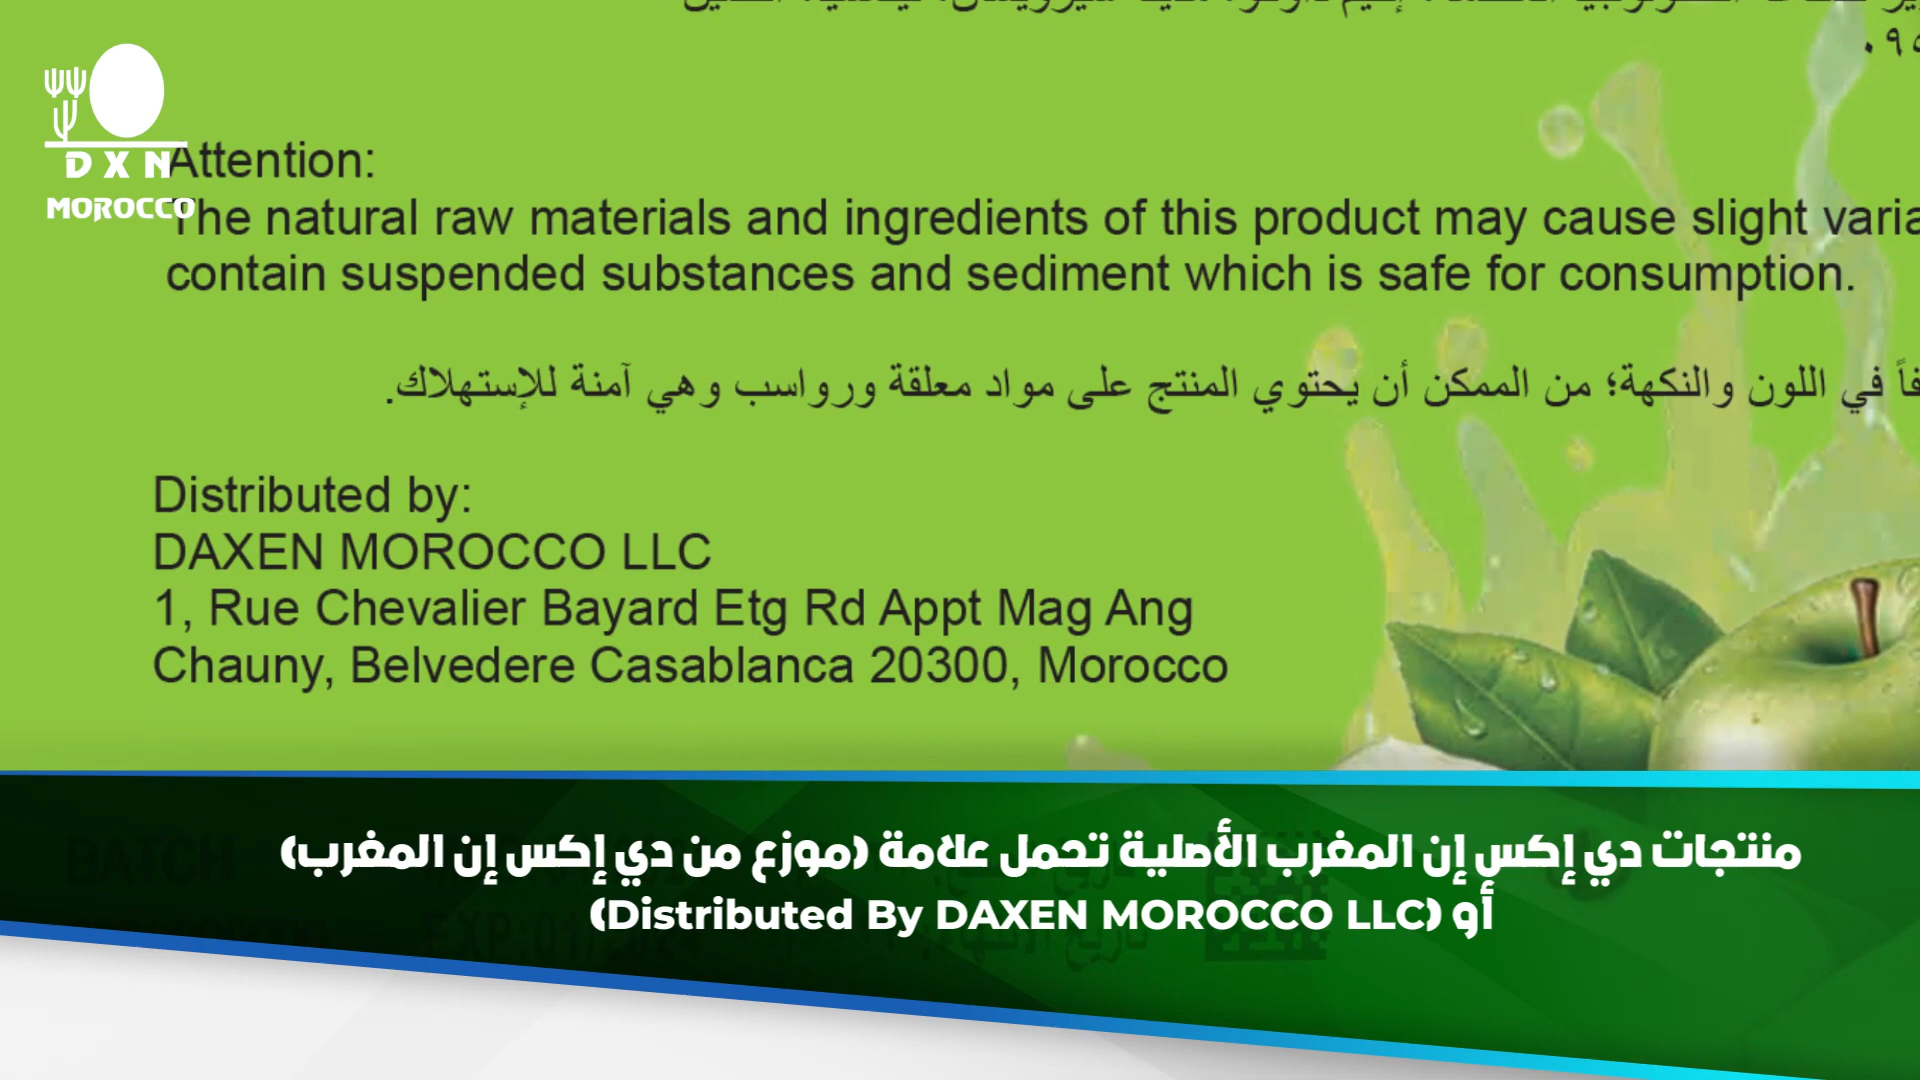 .٠٩
D X N
MOROCCO
Attention:
The natural raw materials and ingredients of this product may cause slight
contain suspended substances and sediment which is safe for consumption.
في اللون والنكهة؛ من الممكن أن يحتوي المنتج على مواد معلقة ورواسب وهي آمنة للإستهلاك.
Distributed by:
DAXEN MOROCCO LLC
1, Rue Chevalier Bayard Etg Rd Appt Mag Ang
Chauny, Belvedere Casablanca 20300, Morocco
منتجات دي إكس إن المغرب الأصلية تحمل علامة (موزع من دي إكس إن المغرب)
أو (Distributed By DAXEN MOROCCO LLC)
BATCH